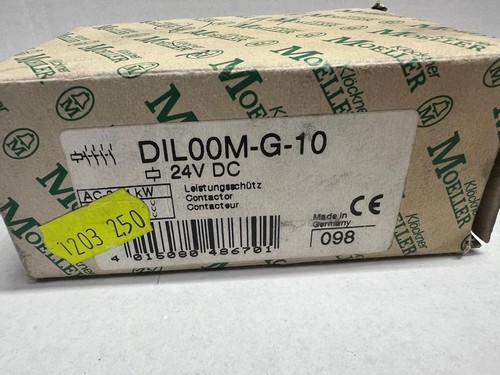 Klöckner
MOELLER
DIL00M-G-10
24V DC
Leistungsschütz
Contactor
Contacteur
1203 250
4 015080 486701
Made in
Germany
CE
098